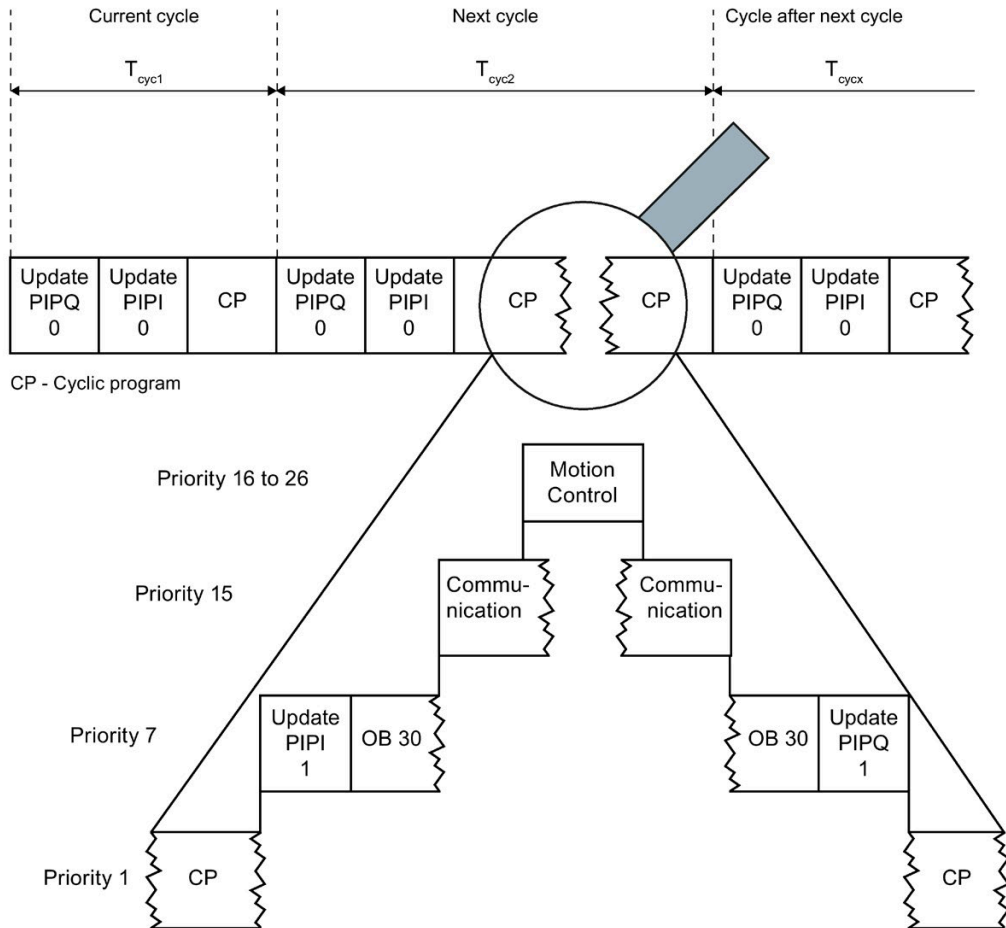 Current cycle
Next cycle
Cycle after next cycle
Tcyc1
Tcyc2
Tcycx
Update
PIPQ
0
Update
PIPI
0
CP
Update
PIPQ
0
Update
PIPI
0
CP
CP
Update
PIPQ
0
Update
PIPI
0
CP
CP - Cyclic program
Priority 16 to 26
Motion
Control
Priority 15
Commu-
nication
Commu-
nication
Priority 7
Update
PIPI
1
OB 30
OB 30
Update
PIPQ
1
Priority 1
CP
CP